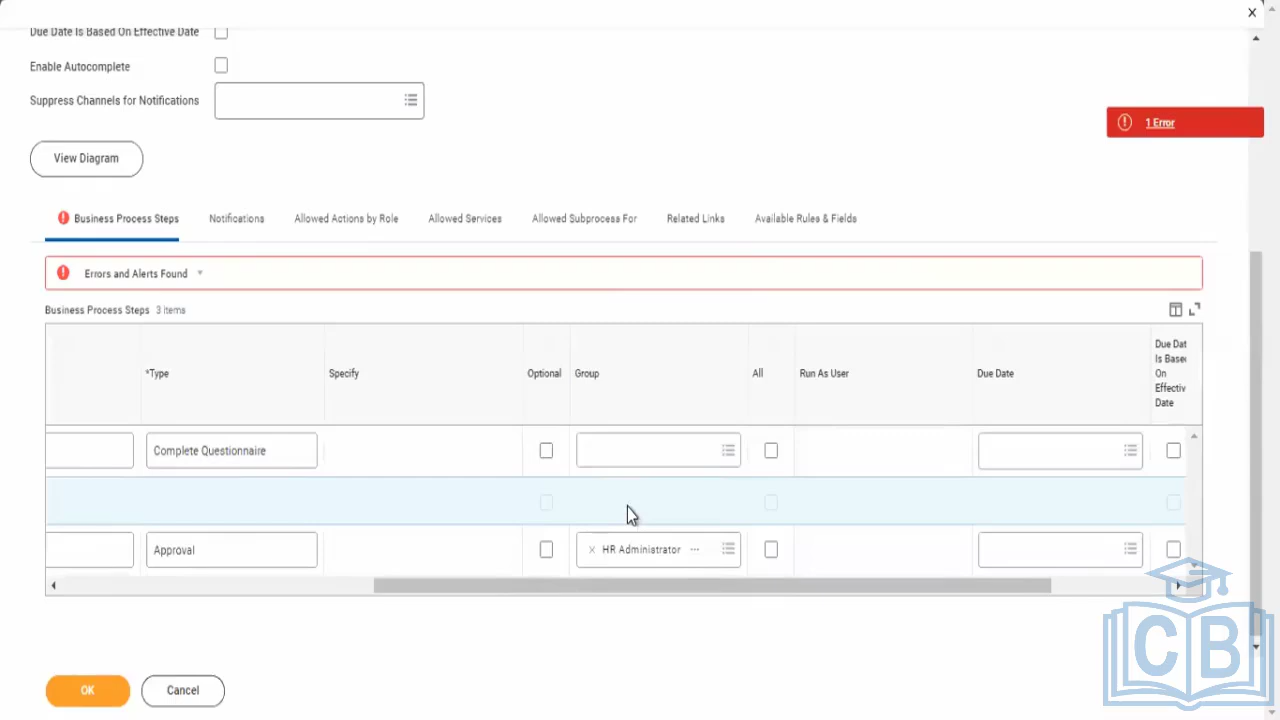 Due Date Is Based On Effective Date
Enable Autocomplete
Suppress Channels for Notifications
1 Error
View Diagram
Business Process Steps Notifications Allowed Actions by Role Allowed Services Allowed Subprocess For Related Links Available Rules & Fields
Errors and Alerts Found
Business Process Steps 3 items
*Type Specify Optional Group All Run As User Due Date
Due Dat
Is Based
On
Effectiv
Date
Complete Questionnaire
Approval HR Administrator
OK Cancel
CB